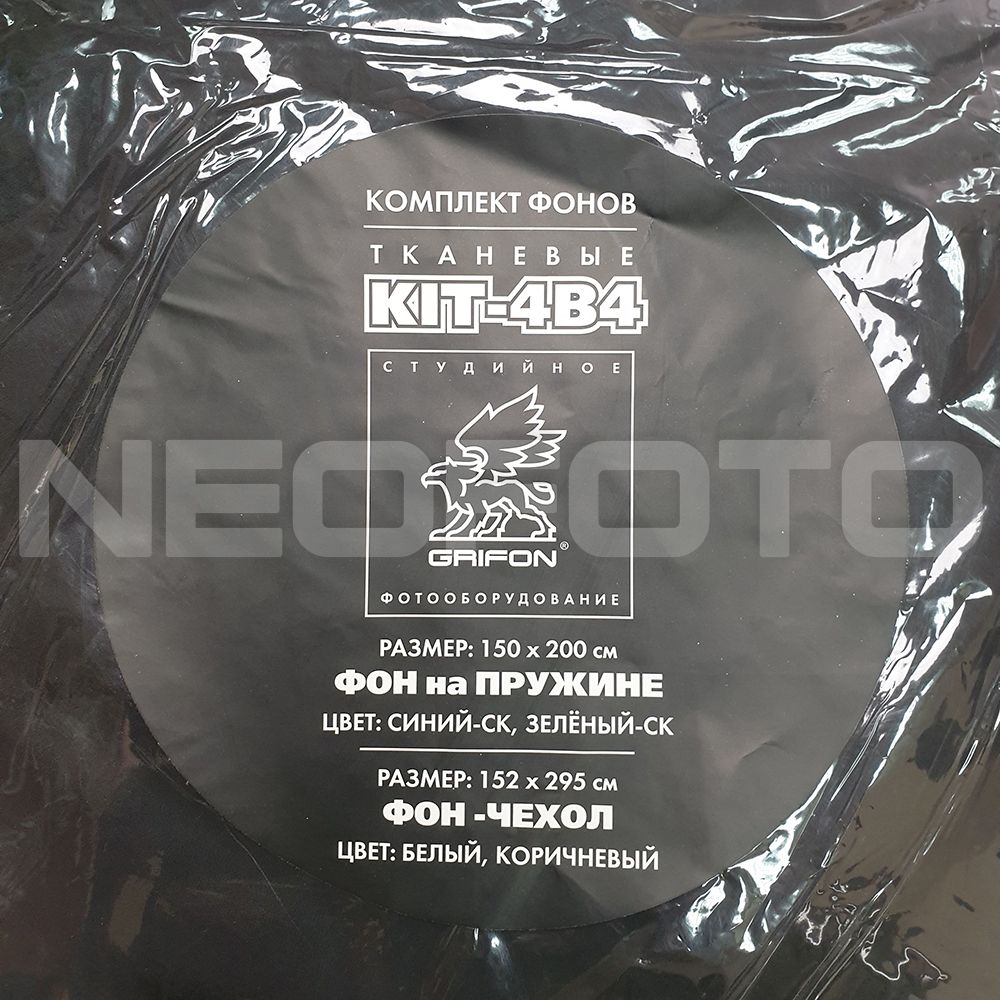 КОМПЛЕКТ ФОНОВ
ТКАНЕВЫЕ
KIT-4B4
СТУДИЙНОЕ
GRIFON®
ФОТООБОРУДОВАНИЕ
РАЗМЕР: 150 х 200 см
ФОН на ПРУЖИНЕ
ЦВЕТ: СИНИЙ-СК, ЗЕЛЁНЫЙ-СК
РАЗМЕР: 152 х 295 см
ФОН -ЧЕХОЛ
ЦВЕТ: БЕЛЫЙ, КОРИЧНЕВЫЙ
NEOFOTO